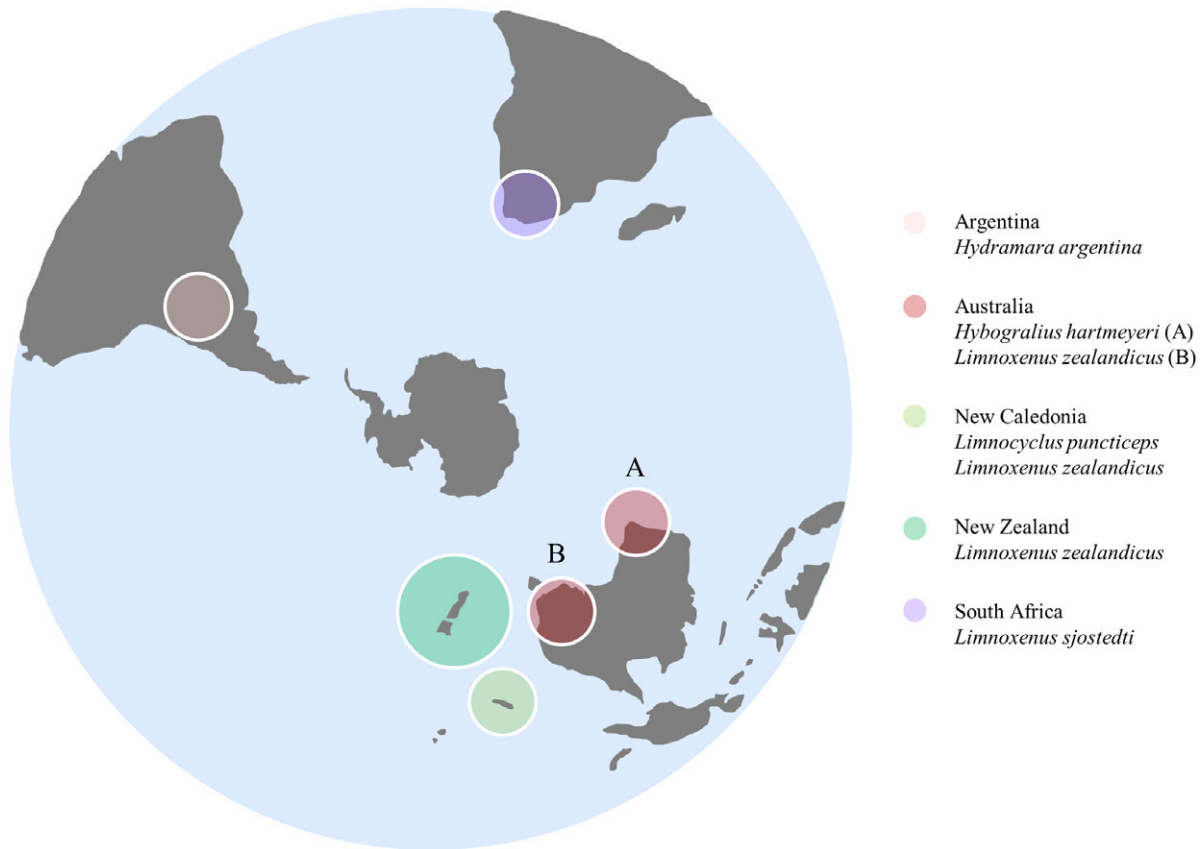 A
B
Argentina
Hydramara argentina
Australia
Hybogralius hartmeyeri (A)
Limnoxenus zealandicus (B)
New Caledonia
Limnocyclus puncticeps
Limnoxenus zealandicus
New Zealand
Limnoxenus zealandicus
South Africa
Limnoxenus sjostedti